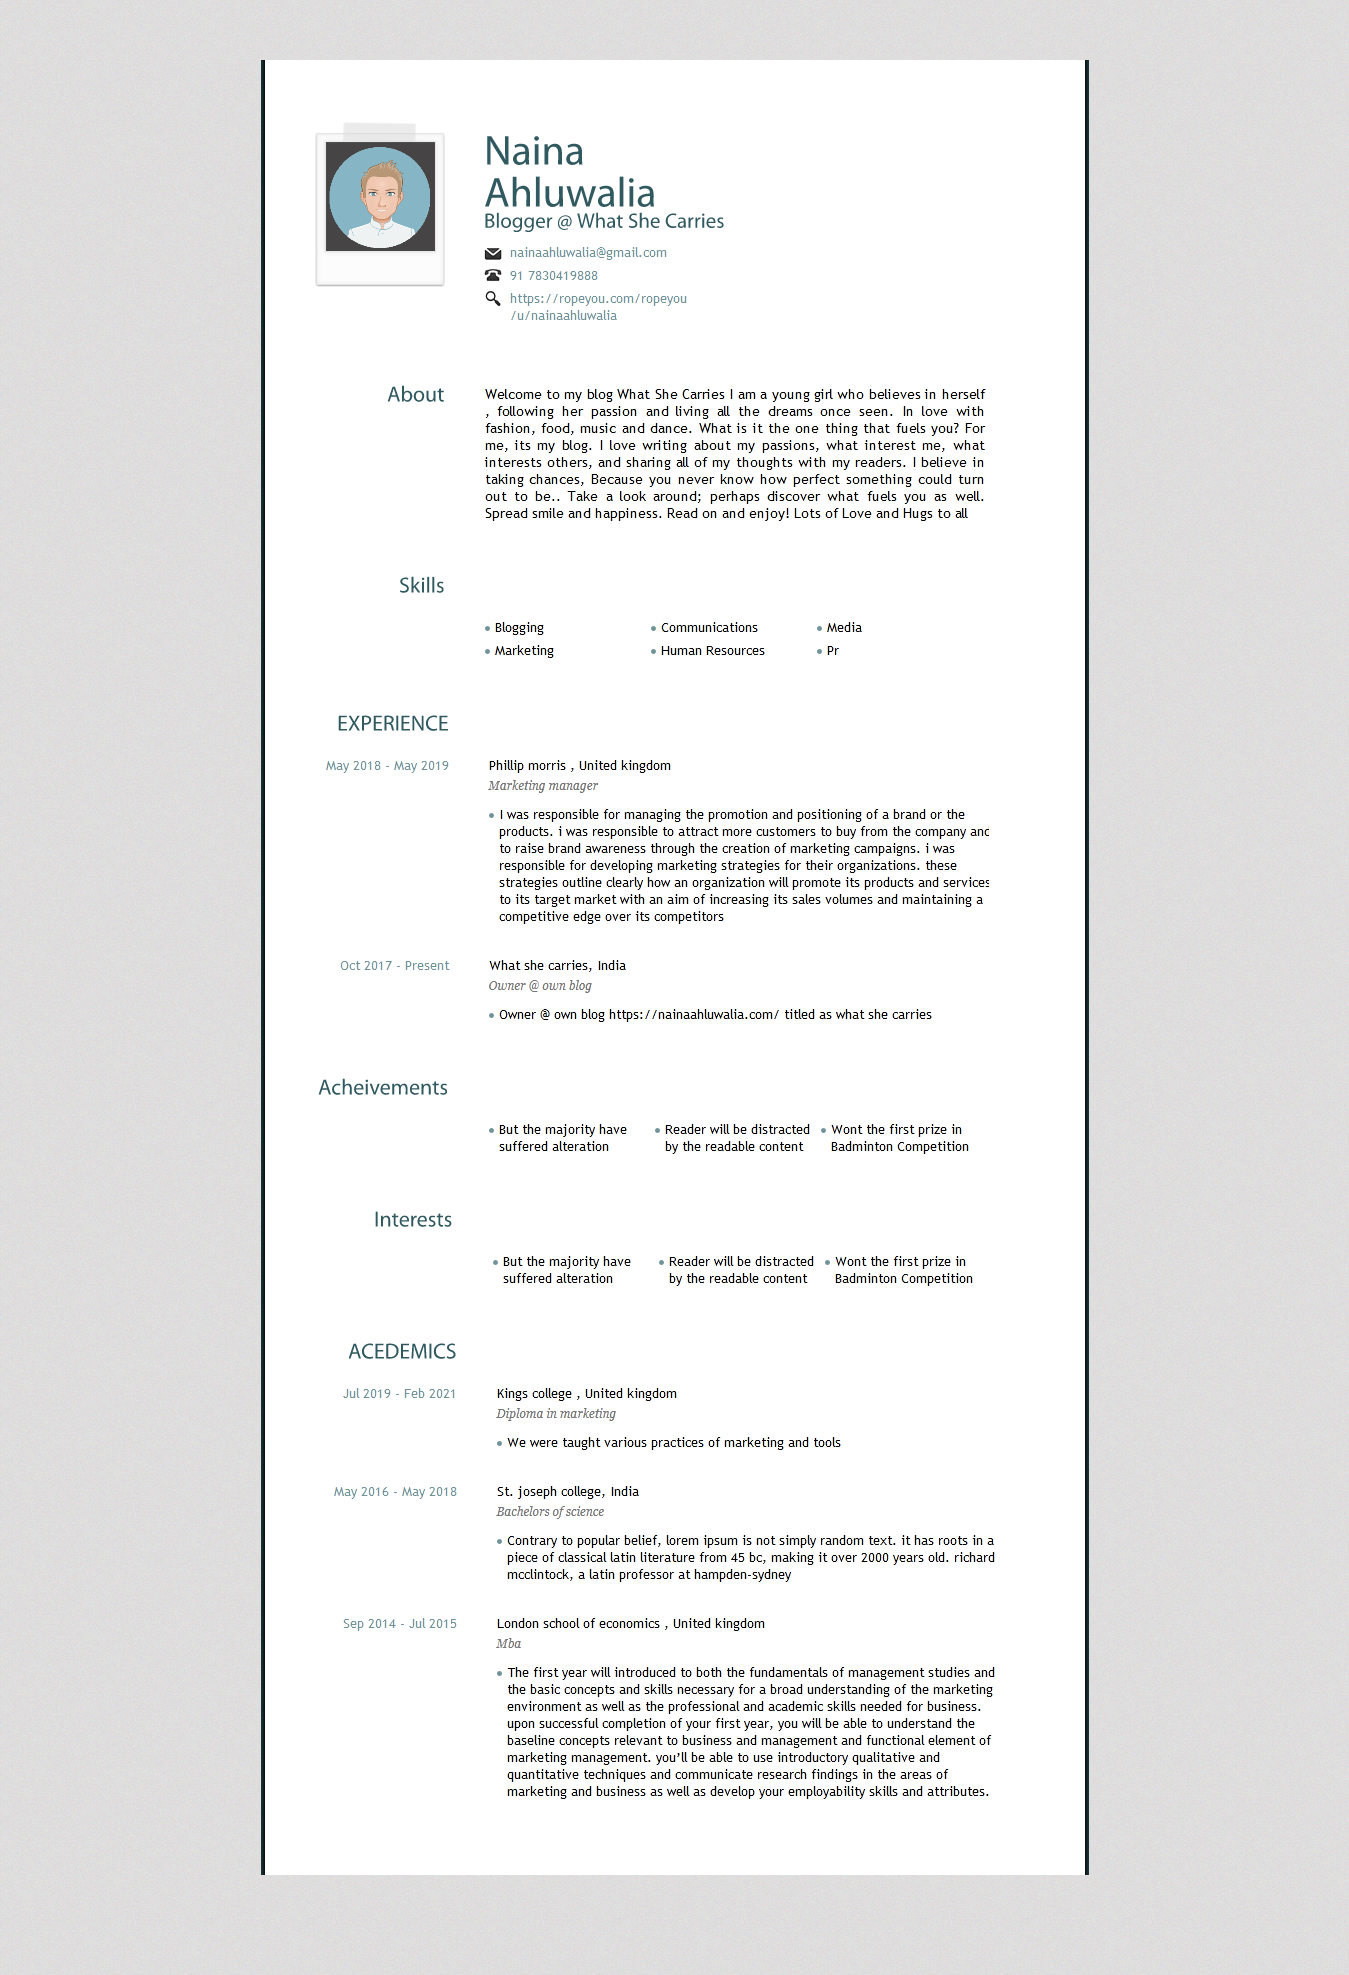 Naina
Ahluwalia
Blogger @ What She Carries
nainaahluwalia@gmail.com
91 7830419888
https://ropeyou.com/ropeyou
/u/nainaahluwalia
About
Welcome to my blog What She Carries I am a young girl who believes in herself
, following her passion and living all the dreams once seen. In love with
fashion, food, music and dance. What is it the one thing that fuels you? For
me, its my blog. I love writing about my passions, what interest me, what
interests others, and sharing all of my thoughts with my readers. I believe in
taking chances, Because you never know how perfect something could turn
out to be.. Take a look around; perhaps discover what fuels you as well.
Spread smile and happiness. Read on and enjoy! Lots of Love and Hugs to all
Skills
Blogging Communications Media
Marketing Human Resources Pr
EXPERIENCE
May 2018 - May 2019 Phillip morris , United kingdom
Marketing manager
I was responsible for managing the promotion and positioning of a brand or the
products. i was responsible to attract more customers to buy from the company and
to raise brand awareness through the creation of marketing campaigns. i was
responsible for developing marketing strategies for their organizations. these
strategies outline clearly how an organization will promote its products and services
to its target market with an aim of increasing its sales volumes and maintaining a
competitive edge over its competitors
Oct 2017 - Present What she carries, India
Owner @ own blog
Owner @ own blog https://nainaahluwalia.com/ titled as what she carries
Acheivements
But the majority have Reader will be distracted Wont the first prize in
suffered alteration by the readable content Badminton Competition
Interests
But the majority have Reader will be distracted Wont the first prize in
suffered alteration by the readable content Badminton Competition
ACEDEMICS
Jul 2019 - Feb 2021 Kings college , United kingdom
Diploma in marketing
We were taught various practices of marketing and tools
May 2016 - May 2018 St. joseph college, India
Bachelors of science
Contrary to popular belief, lorem ipsum is not simply random text. it has roots in a
piece of classical latin literature from 45 bc, making it over 2000 years old. richard
mcclintock, a latin professor at hampden-sydney
Sep 2014 - Jul 2015 London school of economics , United kingdom
Mba
The first year will introduced to both the fundamentals of management studies and
the basic concepts and skills necessary for a broad understanding of the marketing
environment as well as the professional and academic skills needed for business.
upon successful completion of your first year, you will be able to understand the
baseline concepts relevant to business and management and functional element of
marketing management. you’ll be able to use introductory qualitative and
quantitative techniques and communicate research findings in the areas of
marketing and business as well as develop your employability skills and attributes.